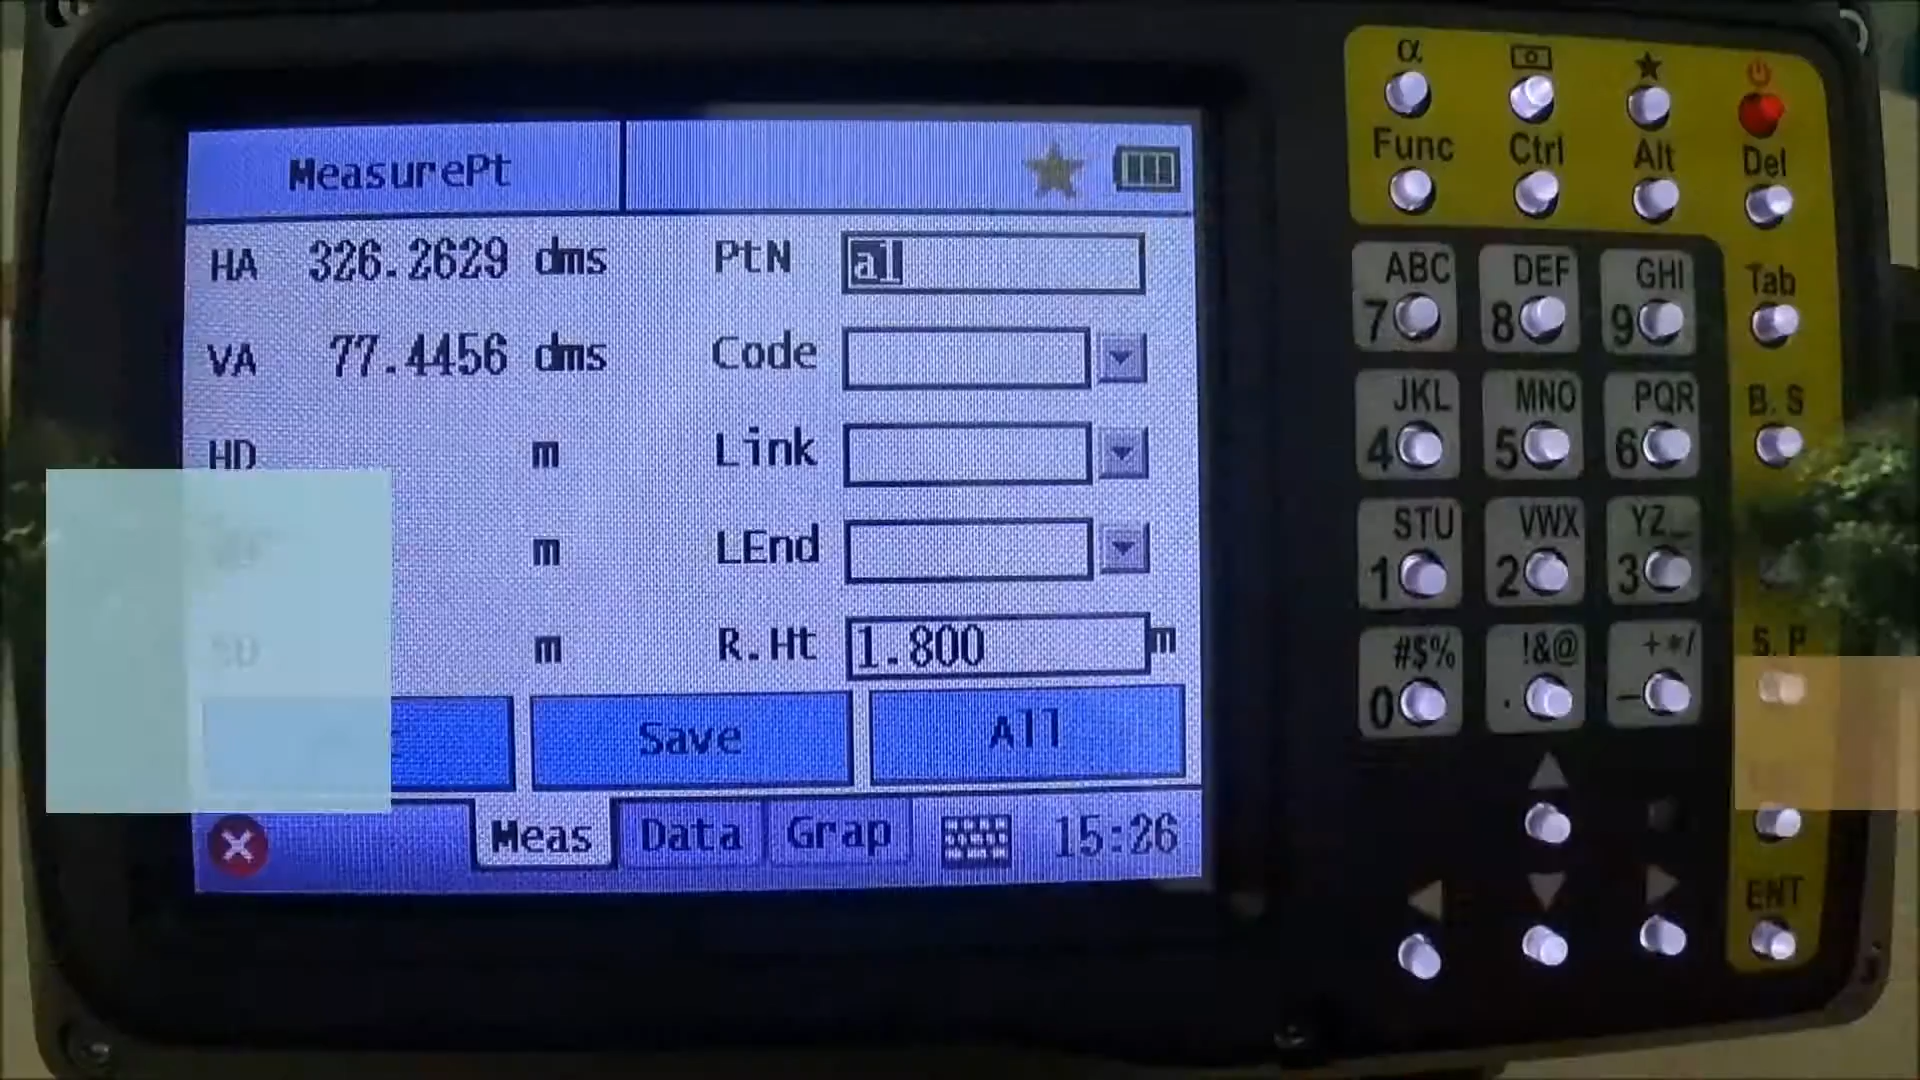 MeasurePt
HA 326.2629 dms PtN a1
VA 77.4456 dms Code
HD m Link
m LEnd
SD m R.Ht 1.800 m
Save All
Meas Data Grap 15:26
α
Func Ctrl Alt Del
ABC DEF GHI Tab
7 8 9
JKL MNO PQR B.S
4 5 6
STU VWX YZ_
1 2 3
#$% !&@ +*/ S.P
0 . −
ENT